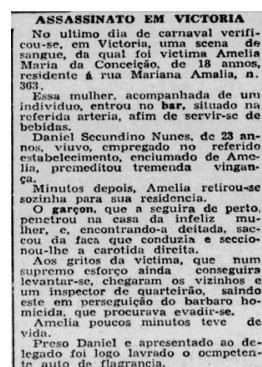 ASSASSINATO EM VICTORIA
No ultimo dia de carnaval verifi-
cou-se, em Victoria, uma scena de
sangue, da qual foi victima Amelia
Maria da Conceição, de 18 annos,
residente á rua Mariana Amalia, n.
363.
Essa mulher, acompanhada de um
individuo, entrou no bar, situado na
referida arteria, afim de servir-se de
bebidas.
Daniel Secundino Nunes, de 23 an-
nos, viuvo, empregado no referido
estabelecimento, enciumado de Ame-
lia, premeditou tremenda vingan-
ça.
Minutos depois, Amelia retirou-se
sozinha para sua residencia.
O garçon, que a seguira de perto,
penetrou na casa da infeliz mu-
lher, e, encontrando-a deitada, sac-
cou da faca que conduzia e seccio-
nou-lhe a carotida direita.
Aos gritos da victima, que num
supremo esforço ainda conseguira
levantar-se, chegaram os vizinhos e
um inspector de quarteirão, saindo
este em perseguição do barbaro ho-
micida, que procurava evadir-se.
Amelia poucos minutos teve de
vida.
Preso Daniel e apresentado ao de-
legado foi logo lavrado o ocmpeten-
te auto de flagrancia.